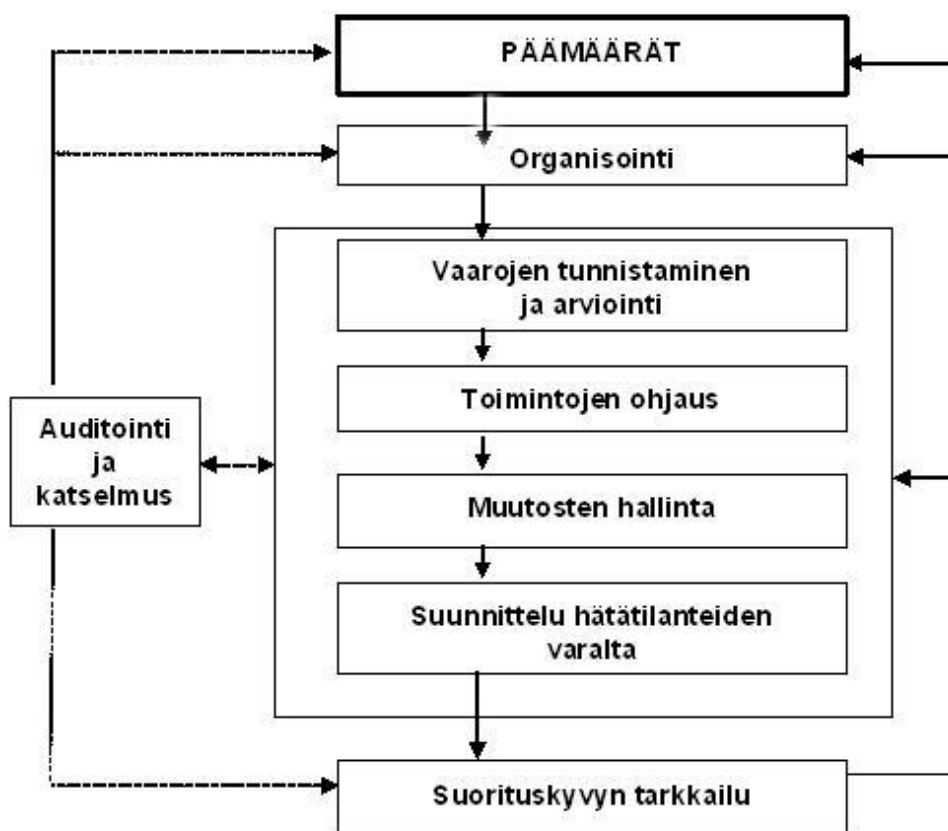 PÄÄMÄÄRÄT
Organisointi
Vaarojen tunnistaminen
ja arviointi
Toimintojen ohjaus
Auditointi
ja
katselmus
Muutosten hallinta
Suunnittelu hätätilanteiden
varalta
Suorituskyvyn tarkkailu